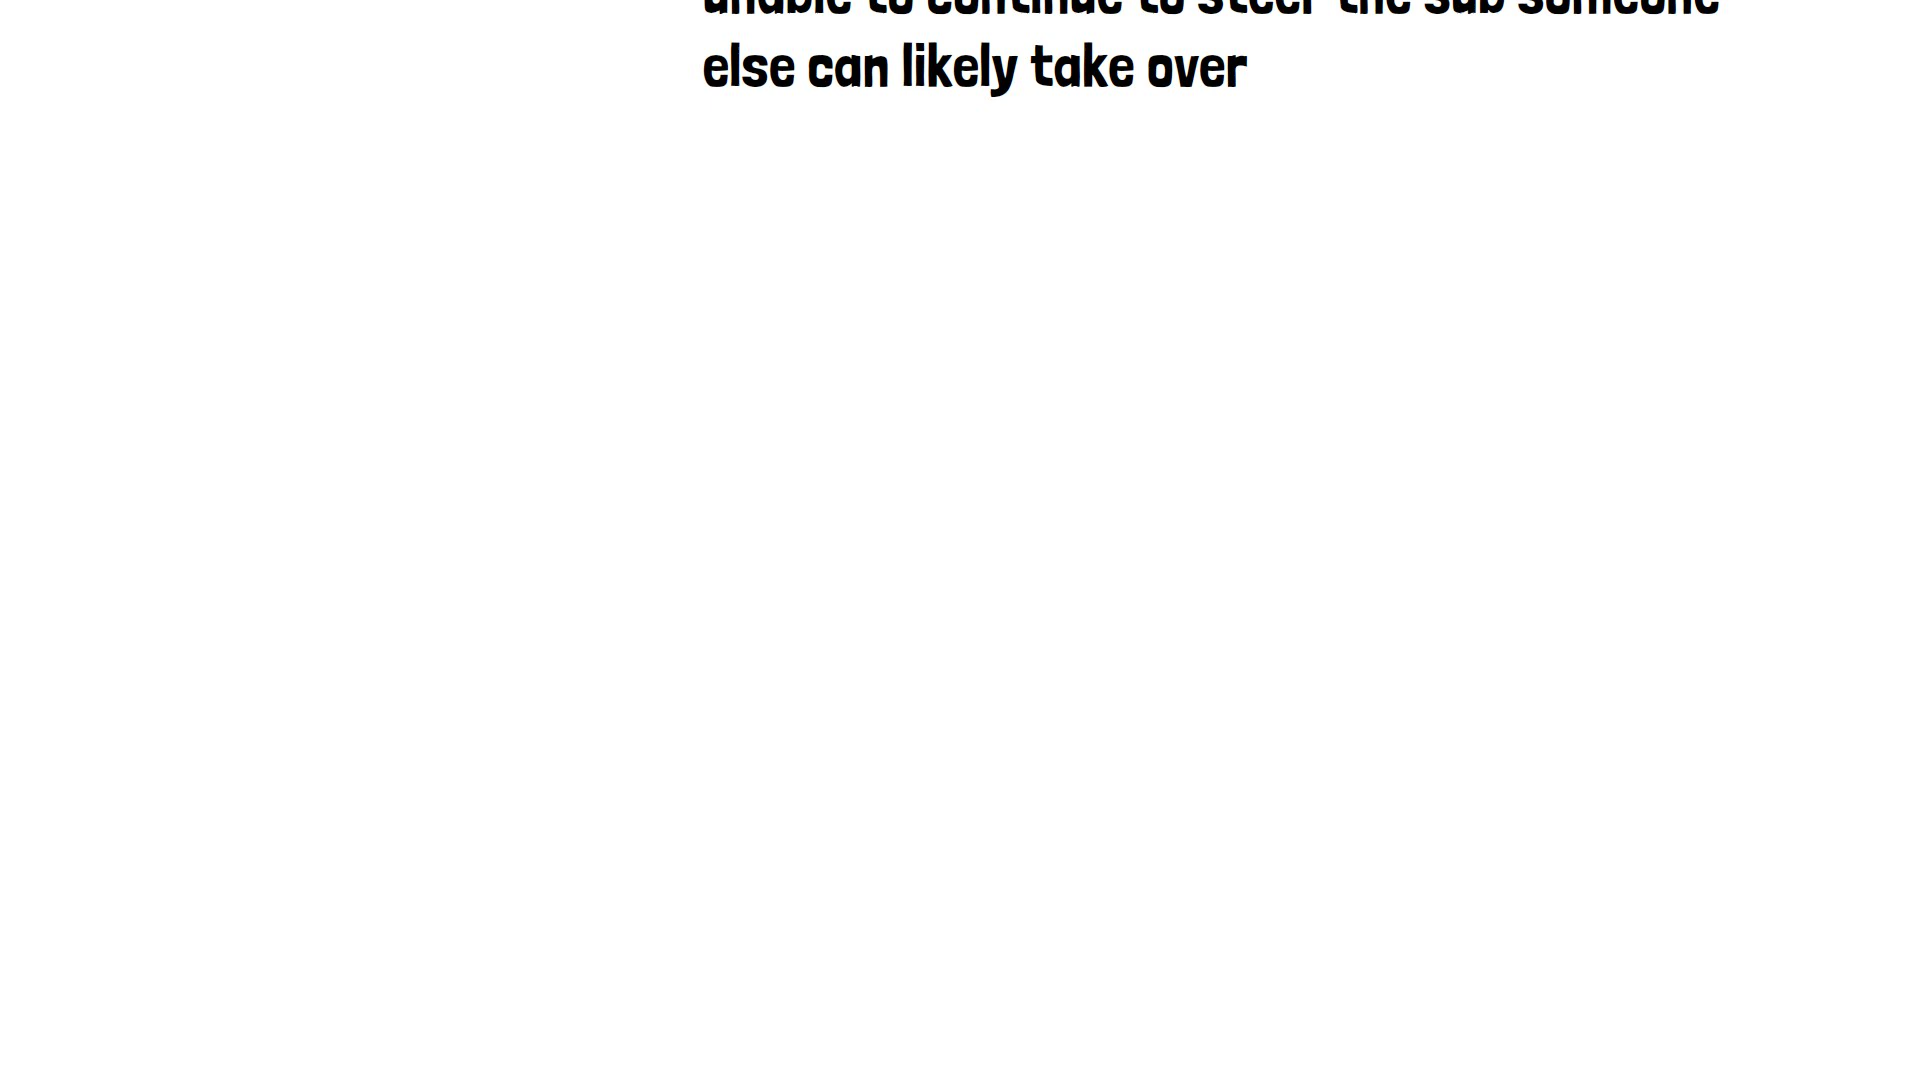 unable to continue to steer the sub someone
else can likely take over